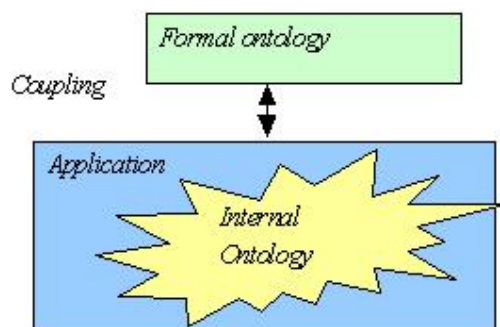 Formal ontology
Coupling
Application
Internal
Ontology